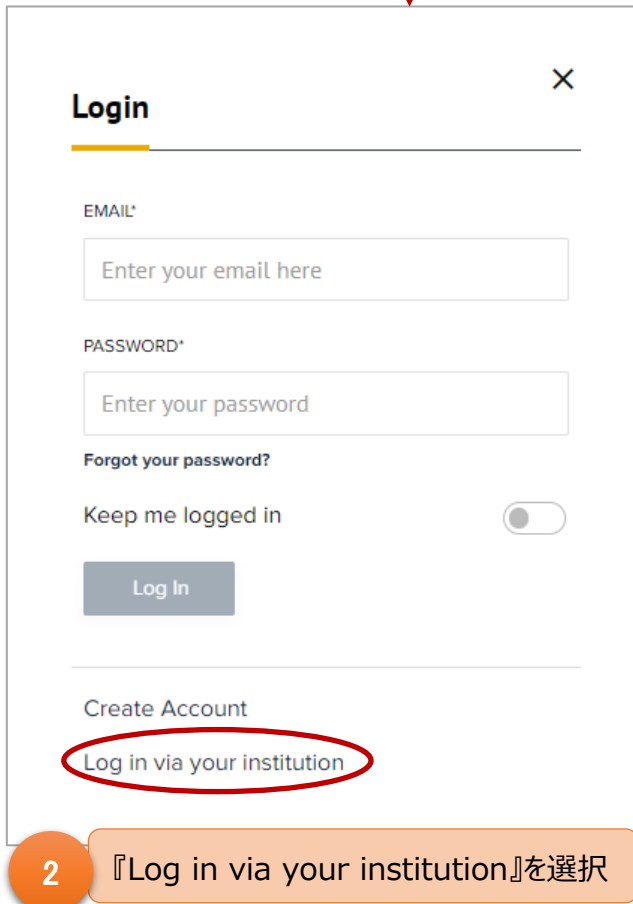 Login
EMAIL*
Enter your email here
PASSWORD*
Enter your password
Forgot your password?
Keep me logged in
Log In
Create Account
Log in via your institution
2
『Log in via your institution』を選択